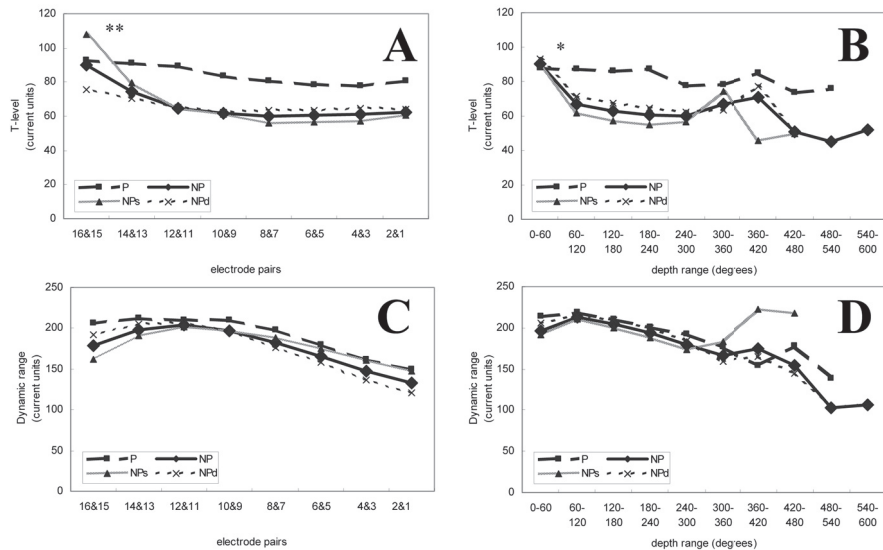 A
**
T-level
(current units)
120
100
80
60
40
20
0
P NP
NPs NPd
16&15 14&13 12&11 10&9 8&7 6&5 4&3 2&1
electrode pairs
B
*
T-level
(current units)
120
100
80
60
40
20
0
P NP
NPs NPd
0-60 60- 120- 180- 240- 300- 360- 420- 480- 540-
120 180 240 300 360 420 480 540 600
depth range (degrees)
C
Dynamic range
(current units)
250
200
150
100
50
0
P NP
NPs NPd
16&15 14&13 12&11 10&9 8&7 6&5 4&3 2&1
electrode pairs
D
Dynamic range
(current units)
250
200
150
100
50
0
P NP
NPs NPd
0-60 60- 120- 180- 240- 300- 360- 420- 480- 540-
120 180 240 300 360 420 480 540 600
depth range (degrees)